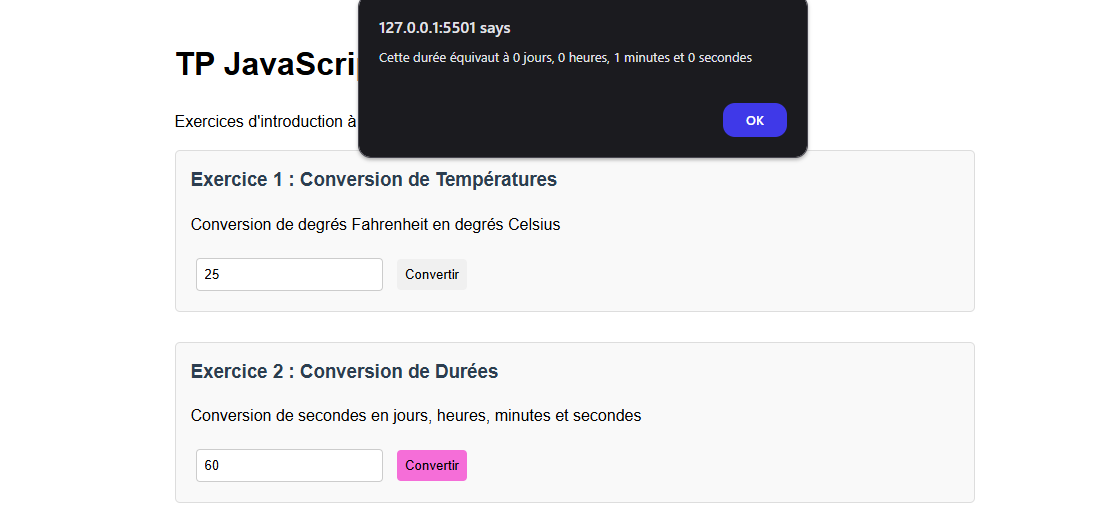 127.0.0.1:5501 says
Cette durée équivaut à 0 jours, 0 heures, 1 minutes et 0 secondes
OK
TP JavaScri
Exercices d'introduction à
Exercice 1 : Conversion de Températures
Conversion de degrés Fahrenheit en degrés Celsius
25 Convertir
Exercice 2 : Conversion de Durées
Conversion de secondes en jours, heures, minutes et secondes
60 Convertir